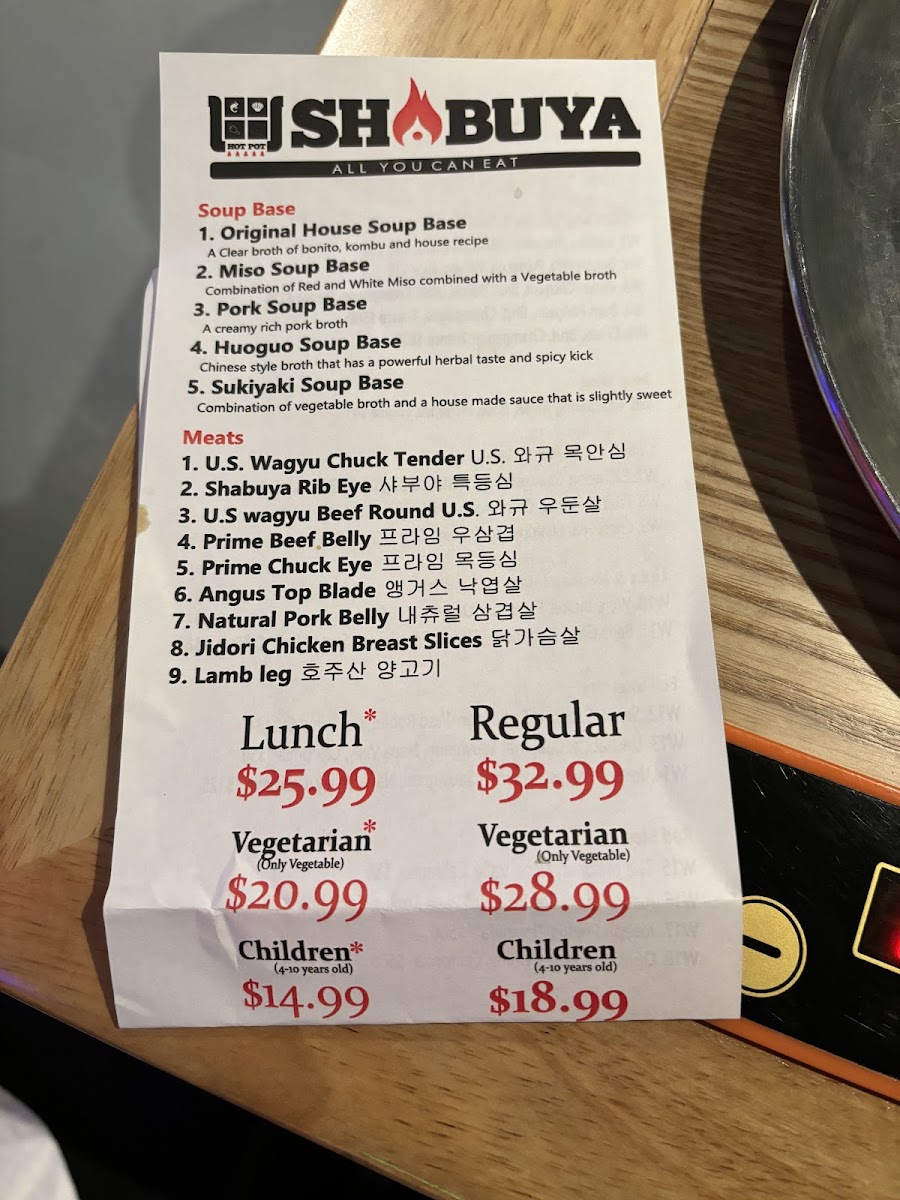 HOT POT
SHABUYA
ALL YOU CAN EAT
Soup Base
1. Original House Soup Base
A Clear broth of bonito, kombu and house recipe
2. Miso Soup Base
Combination of Red and White Miso combined with a Vegetable broth
3. Pork Soup Base
A creamy rich pork broth
4. Huoguo Soup Base
Chinese style broth that has a powerful herbal taste and spicy kick
5. Sukiyaki Soup Base
Combination of vegetable broth and a house made sauce that is slightly sweet
Meats
1. U.S. Wagyu Chuck Tender U.S. 와규 목안심
2. Shabuya Rib Eye 샤부야 특등심
3. U.S wagyu Beef Round U.S. 와규 우둔살
4. Prime Beef Belly 프라임 우삼겹
5. Prime Chuck Eye 프라임 목등심
6. Angus Top Blade 앵거스 낙엽살
7. Natural Pork Belly 내츄럴 삼겹살
8. Jidori Chicken Breast Slices 닭가슴살
9. Lamb leg 호주산 양고기
Lunch* Regular
$25.99 $32.99
Vegetarian* Vegetarian
(Only Vegetable) (Only Vegetable)
$20.99 $28.99
Children* Children
(4-10 years old) (4-10 years old)
$14.99 $18.99